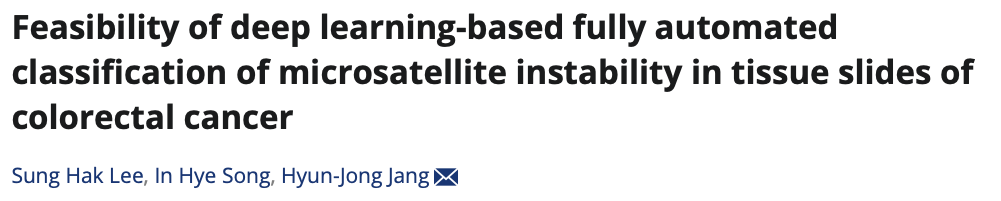 Feasibility of deep learning-based fully automated
classification of microsatellite instability in tissue slides of
colorectal cancer
Sung Hak Lee, In Hye Song, Hyun-Jong Jang